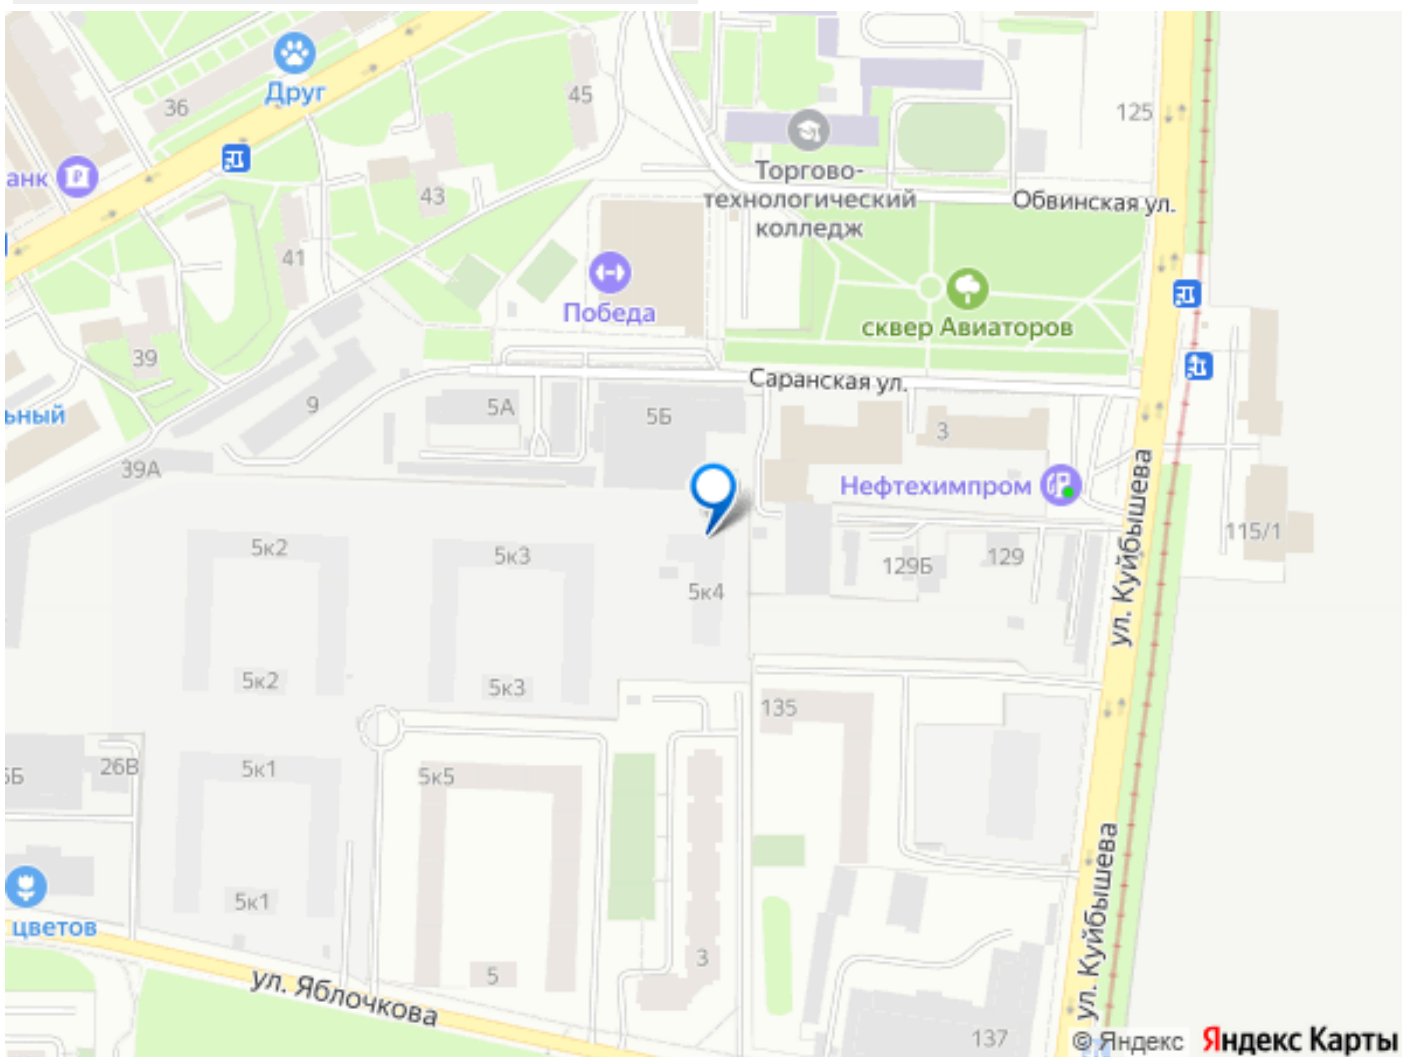 Друг
36
45
125
анк
43
Торгово-
технологический
колледж
Обвинская ул.
41
Победа
сквер Авиаторов
39
Саранская ул.
ьный
9
5А
5Б
3
39А
Нефтехимпром
ул. Куйбышева
115/1
5к2
5к3
129Б
129
5к4
5к2
5к3
135
5Б
26В
5к1
5к5
ул. Куйбышева
5к1
цветов
3
5
ул. Яблочкова
137
© Яндекс
Яндекс Карты